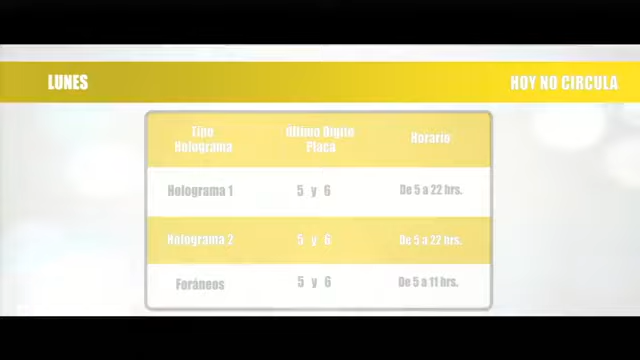 LUNES
HOY NO CIRCULA
Tipo Holograma
Último Dígito Placa
Horario
Holograma 1
5 y 6
De 5 a 22 hrs.
Holograma 2
5 y 6
De 5 a 22 hrs.
Foráneos
5 y 6
De 5 a 11 hrs.